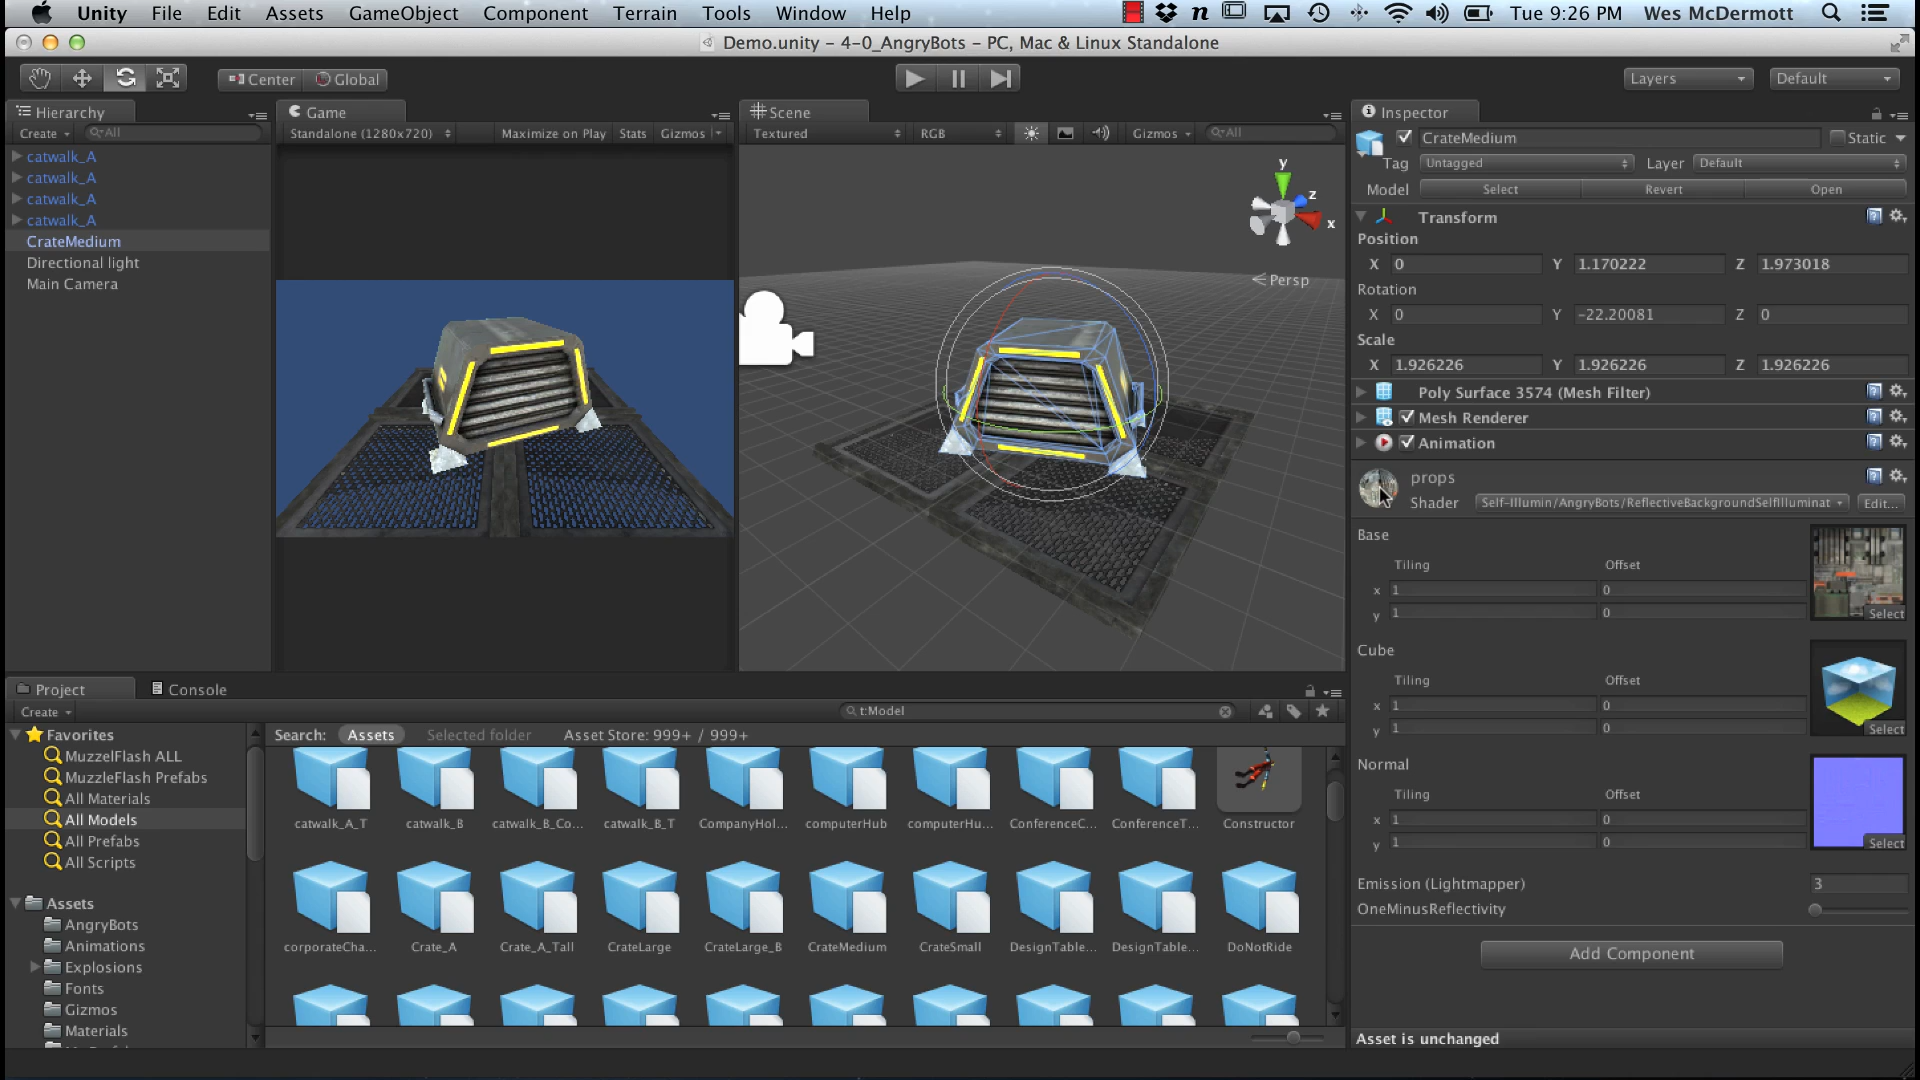 Unity File Edit Assets GameObject Component Terrain Tools Window Help Tue 9:26 PM Wes McDermott
Demo.unity – 4-0_AngryBots – PC, Mac & Linux Standalone
Center Global Layers Default
Hierarchy
Create All
catwalk_A
catwalk_A
catwalk_A
catwalk_A
CrateMedium
Directional light
Main Camera
Game
Standalone (1280x720) Maximize on Play Stats Gizmos
Scene
Textured RGB Gizmos All
y
z
x
Persp
Inspector
CrateMedium Static
Tag Untagged Layer Default
Model Select Revert Open
Transform
Position
X 0 Y 1.170222 Z 1.973018
Rotation
X 0 Y -22.20081 Z 0
Scale
X 1.926226 Y 1.926226 Z 1.926226
Poly Surface 3574 (Mesh Filter)
Mesh Renderer
Animation
props
Shader Self-Illumin/AngryBots/ReflectiveBackgroundSelfIlluminat Edit...
Base
Tiling Offset
x 1 0
y 1 0
Select
Cube
Tiling Offset
x 1 0
y 1 0
Select
Normal
Tiling Offset
x 1 0
y 1 0
Select
Emission (Lightmapper) 3
OneMinusReflectivity
Add Component
Asset is unchanged
Project Console
Create t:Model
Favorites
MuzzelFlash ALL
MuzzleFlash Prefabs
All Materials
All Models
All Prefabs
All Scripts
Assets
AngryBots
Animations
Explosions
Fonts
Gizmos
Materials
Search: Assets Selected folder Asset Store: 999+ / 999+
catwalk_A_T catwalk_B catwalk_B_Co... catwalk_B_T CompanyHol... computerHub computerHu... ConferenceC... ConferenceT... Constructor
corporateCha... Crate_A Crate_A_Tall CrateLarge CrateLarge_B CrateMedium CrateSmall DesignTable... DesignTable... DoNotRide